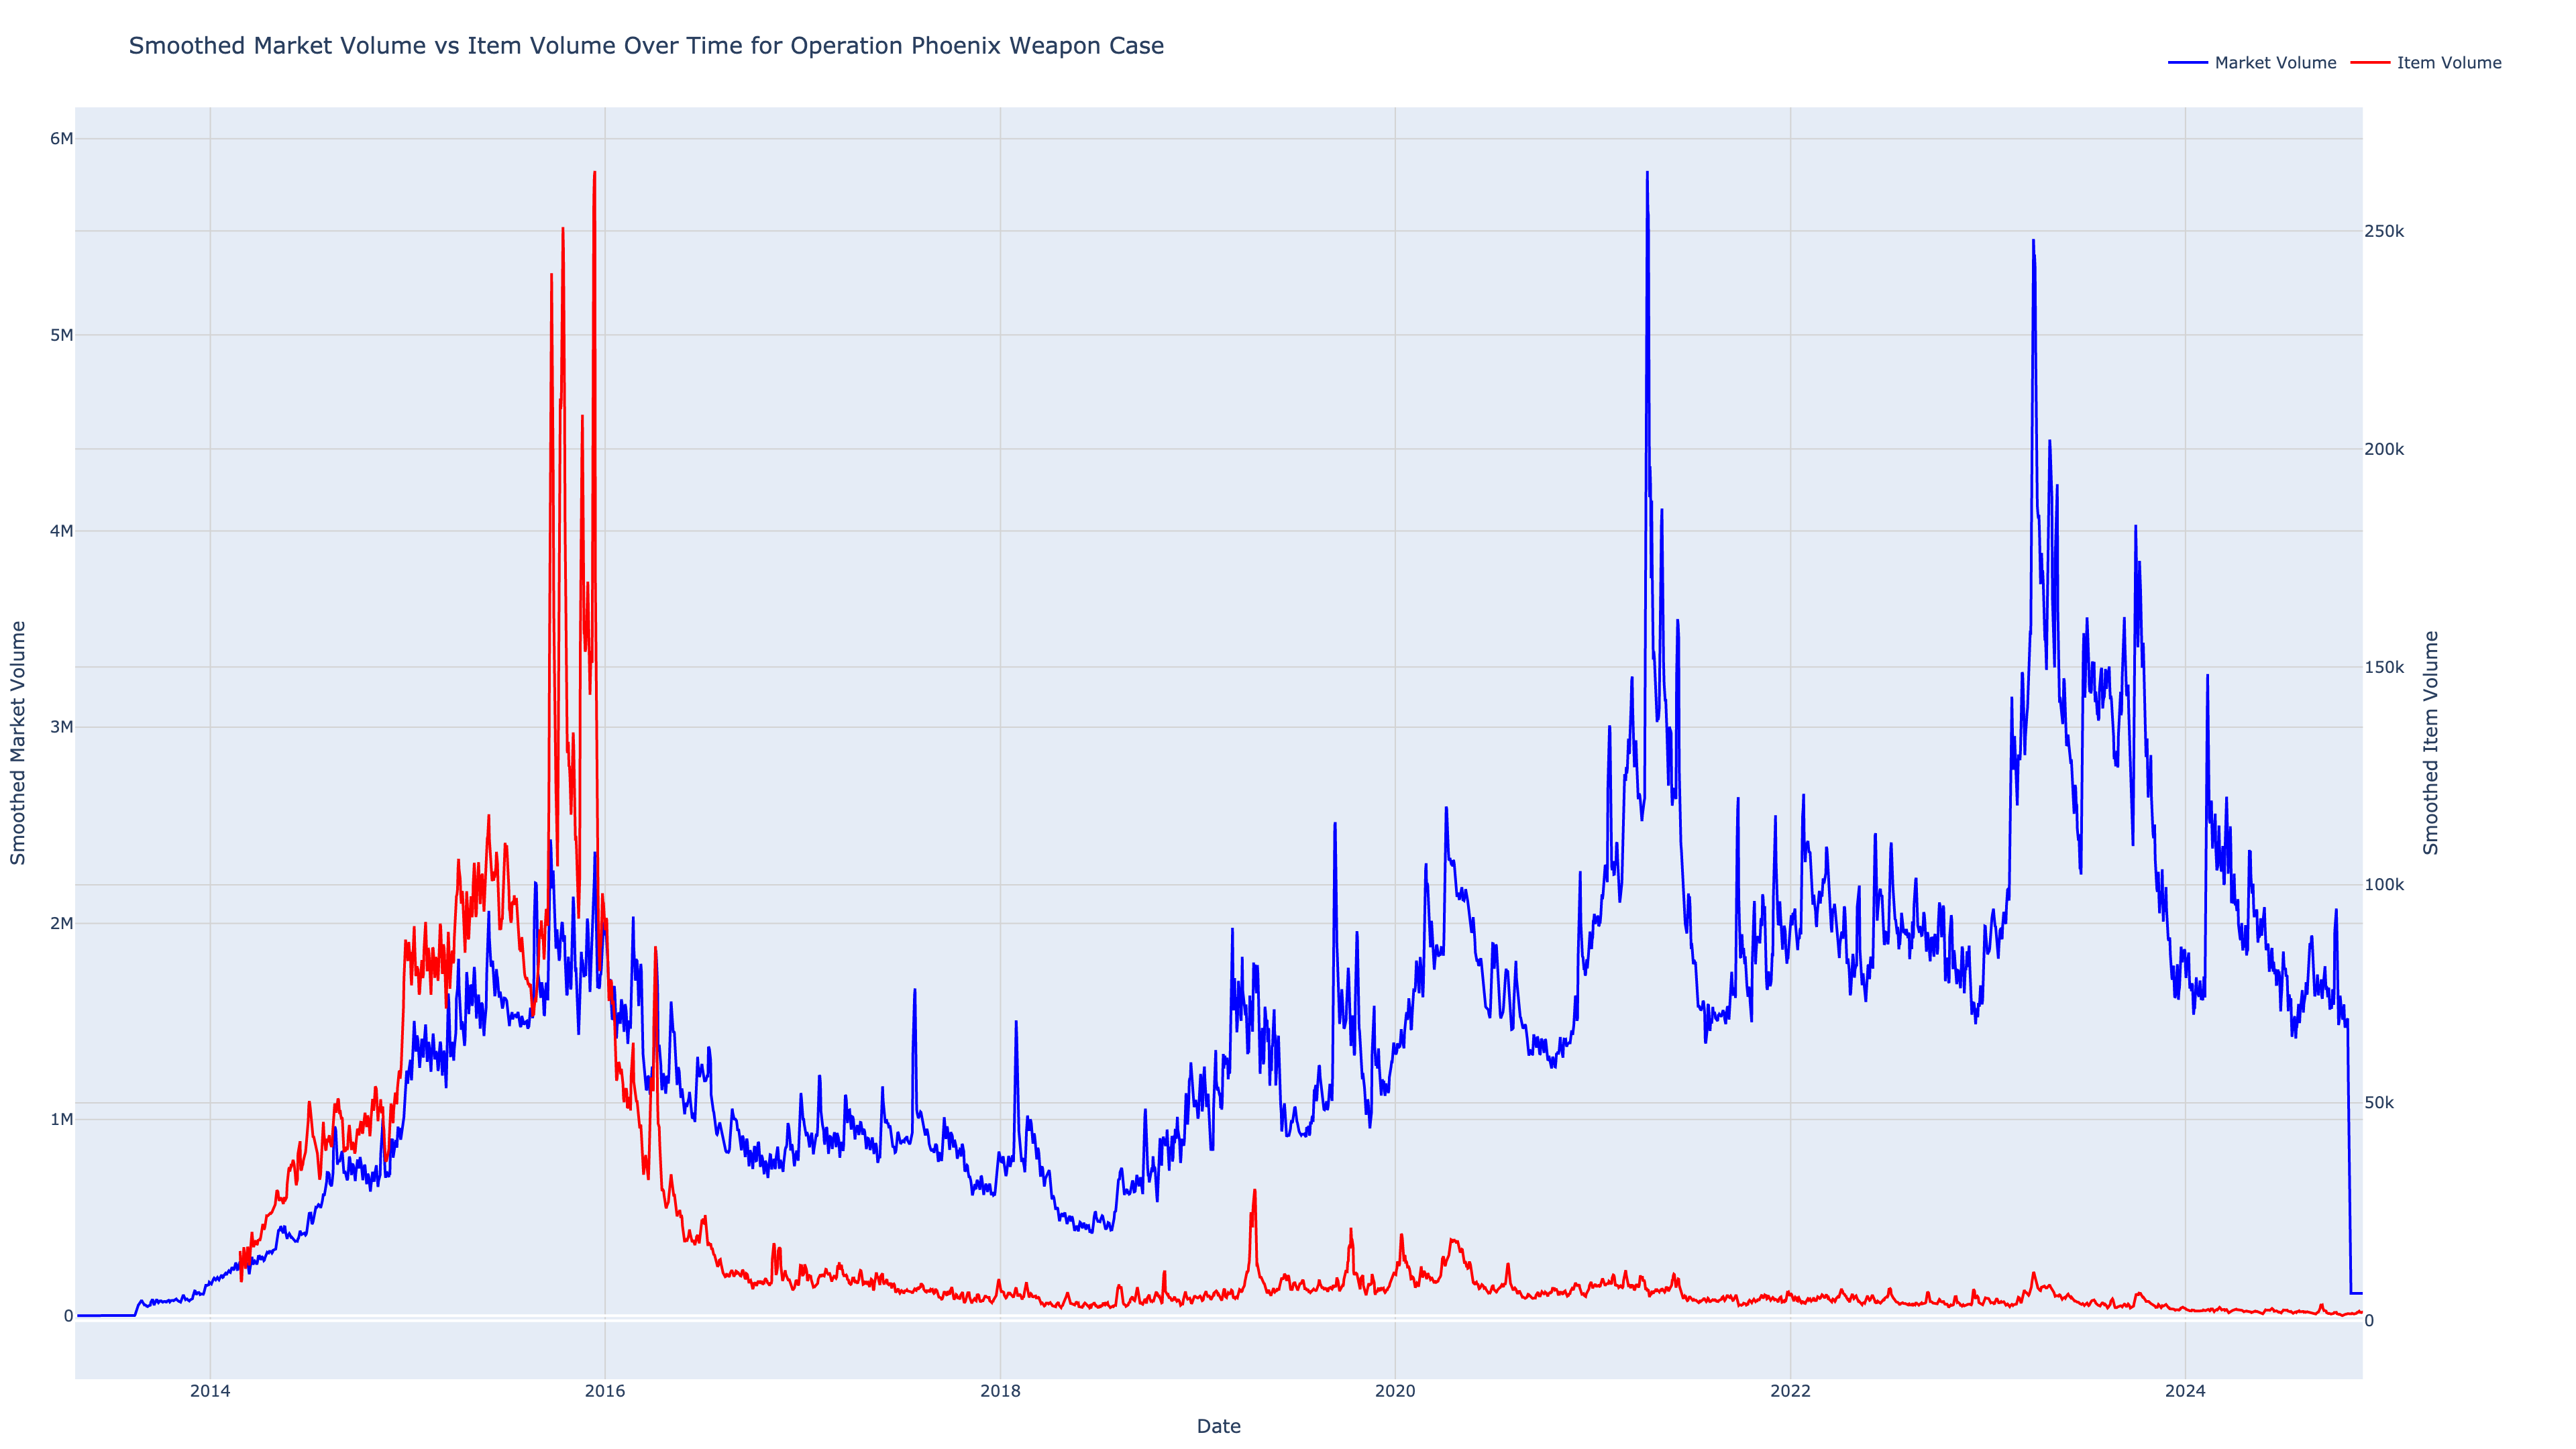 Smoothed Market Volume vs Item Volume Over Time for Operation Phoenix Weapon Case
Market Volume
Item Volume
6M
5M
4M
3M
2M
1M
0
Smoothed Market Volume
250k
200k
150k
100k
50k
0
Smoothed Item Volume
2014
2016
2018
2020
2022
2024
Date